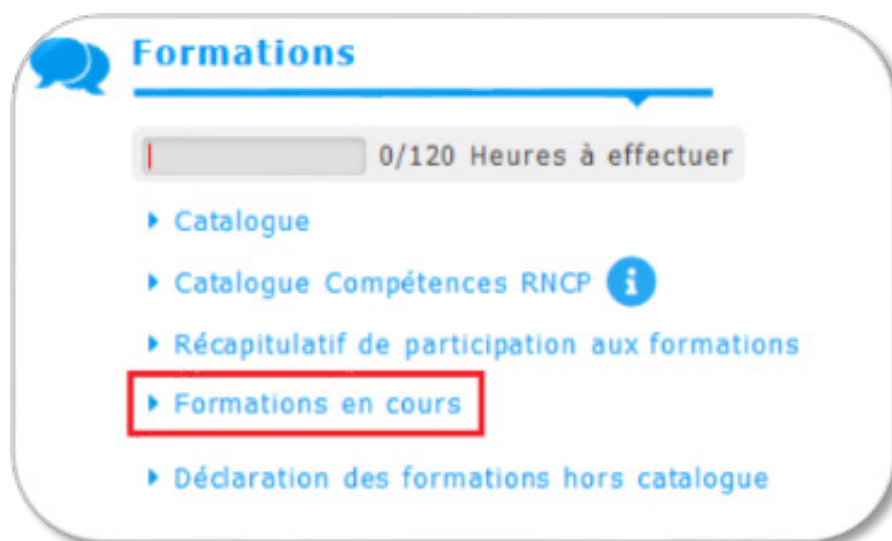 Formations
0/120 Heures à effectuer
Catalogue
Catalogue Compétences RNCP
Récapitulatif de participation aux formations
Formations en cours
Déclaration des formations hors catalogue